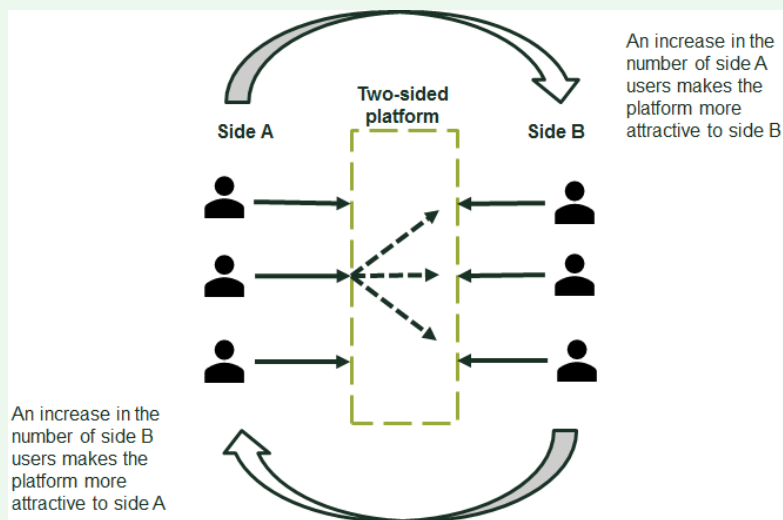 An increase in the
number of side A
users makes the
platform more
attractive to side B
Two-sided
platform
Side A
Side B
An increase in the
number of side B
users makes the
platform more
attractive to side A